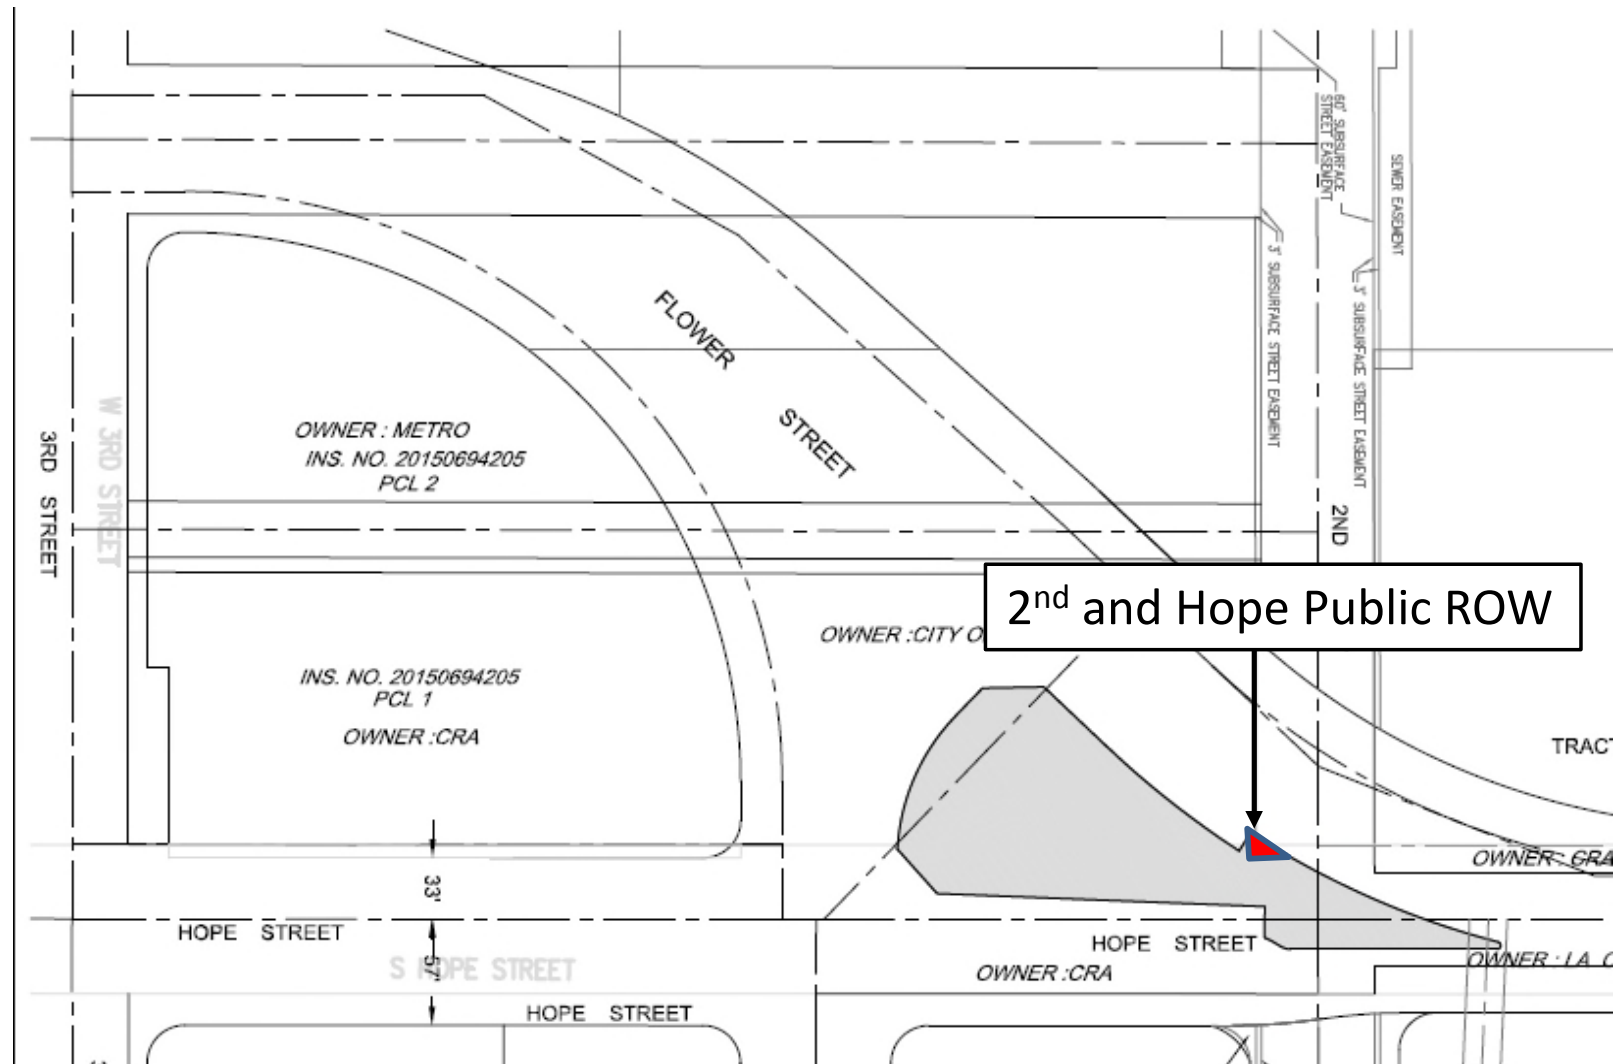 60' SUBSURFACE
STREET EASEMENT
SEWER EASEMENT
3' SUBSURFACE STREET EASEMENT
3' SUBSURFACE STREET EASEMENT
FLOWER
STREET
W 3RD STREET
3RD STREET
OWNER : METRO
INS. NO. 20150694205
PCL 2
2ND
2nd and Hope Public ROW
OWNER :CITY O
INS. NO. 20150694205
PCL 1
OWNER :CRA
TRACT
OWNER : CRA
33'
HOPE STREET
S HOPE STREET
57'
HOPE STREET
OWNER :CRA
OWNER : LA C
HOPE STREET